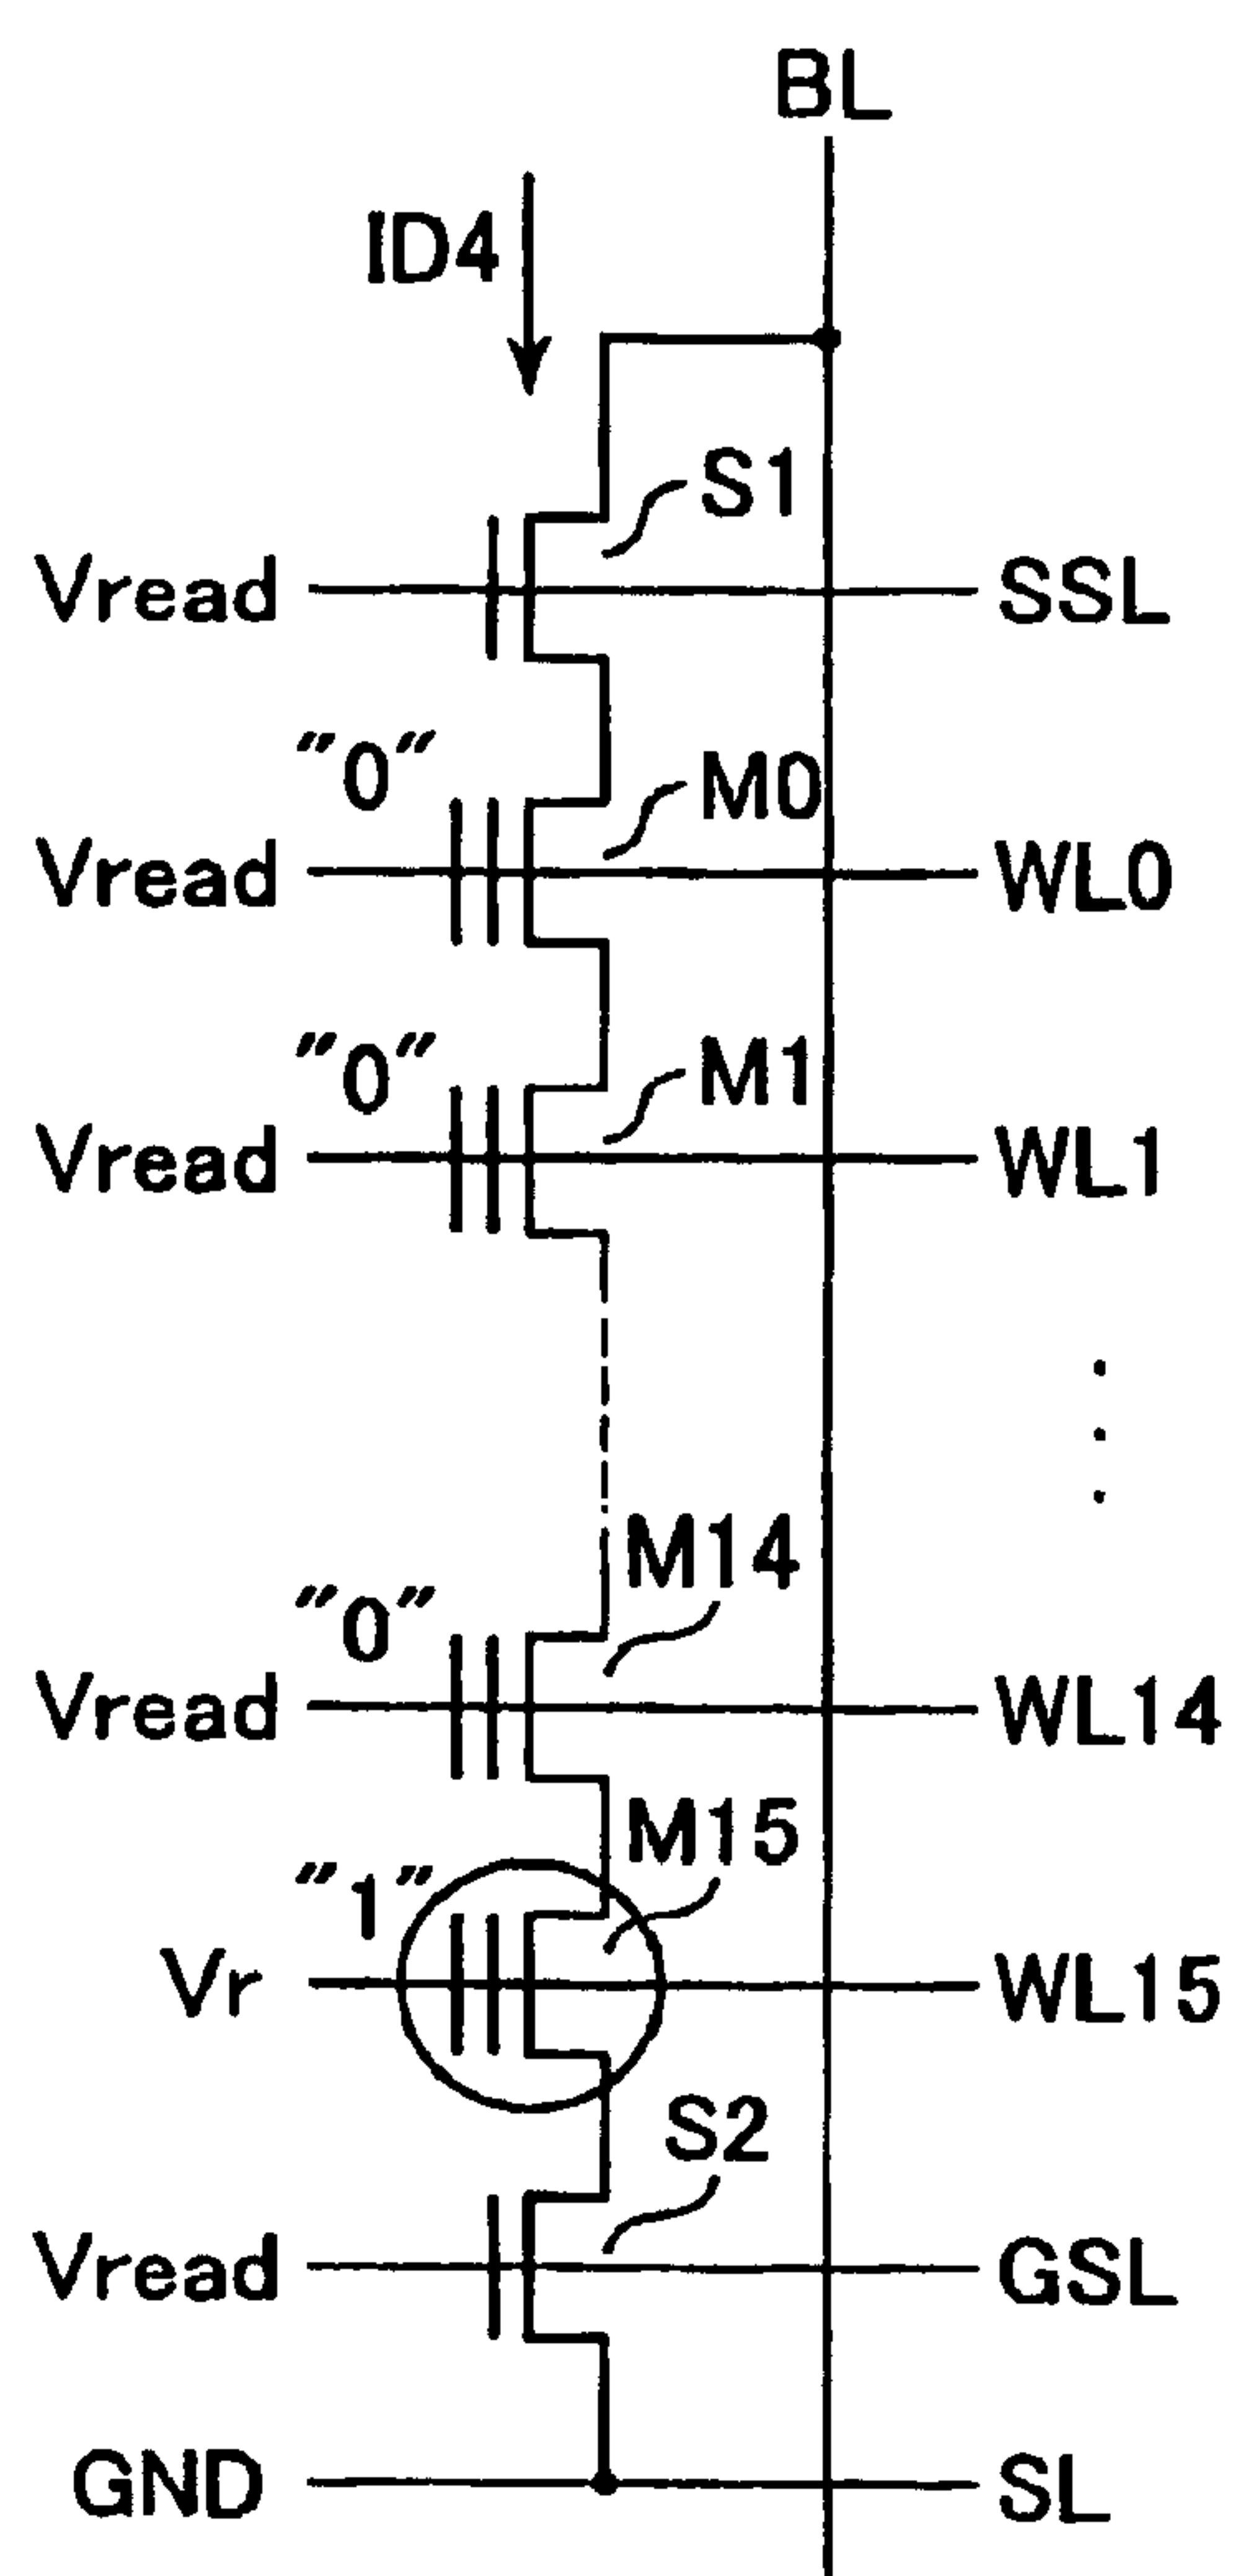 BL
ID4
S1
Vread SSL
"0" M0
Vread WL0
"0" M1
Vread WL1
M14
"0"
Vread WL14
M15
"1"
Vr WL15
S2
Vread GSL
GND SL